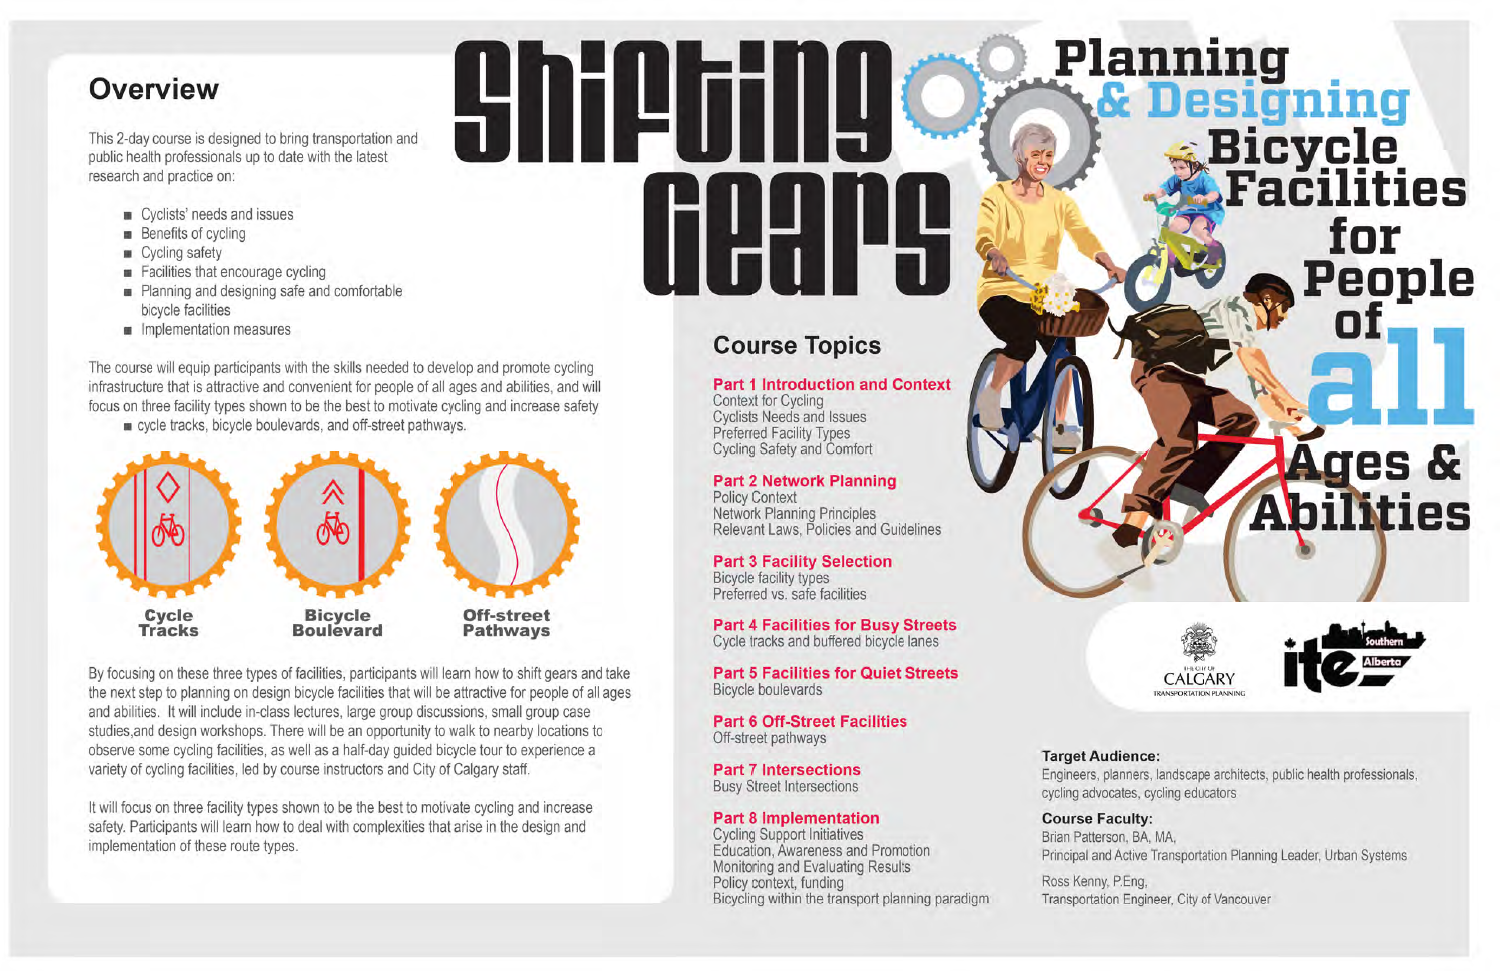 Shifting
Gears
Planning
& Designing
Bicycle
Facilities
for
People
of
all
Ages &
Abilities
Overview
This 2-day course is designed to bring transportation and
public health professionals up to date with the latest
research and practice on:
■ Cyclists' needs and issues
■ Benefits of cycling
■ Cycling safety
■ Facilities that encourage cycling
■ Planning and designing safe and comfortable
bicycle facilities
■ Implementation measures
The course will equip participants with the skills needed to develop and promote cycling
infrastructure that is attractive and convenient for people of all ages and abilities, and will
focus on three facility types shown to be the best to motivate cycling and increase safety
■ cycle tracks, bicycle boulevards, and off-street pathways.
Cycle
Tracks
Bicycle
Boulevard
Off-street
Pathways
By focusing on these three types of facilities, participants will learn how to shift gears and take
the next step to planning on design bicycle facilities that will be attractive for people of all ages
and abilities. It will include in-class lectures, large group discussions, small group case
studies,and design workshops. There will be an opportunity to walk to nearby locations to
observe some cycling facilities, as well as a half-day guided bicycle tour to experience a
variety of cycling facilities, led by course instructors and City of Calgary staff.
It will focus on three facility types shown to be the best to motivate cycling and increase
safety. Participants will learn how to deal with complexities that arise in the design and
implementation of these route types.
Course Topics
Part 1 Introduction and Context
Context for Cycling
Cyclists Needs and Issues
Preferred Facility Types
Cycling Safety and Comfort
Part 2 Network Planning
Policy Context
Network Planning Principles
Relevant Laws, Policies and Guidelines
Part 3 Facility Selection
Bicycle facility types
Preferred vs. safe facilities
Part 4 Facilities for Busy Streets
Cycle tracks and buffered bicycle lanes
Part 5 Facilities for Quiet Streets
Bicycle boulevards
Part 6 Off-Street Facilities
Off-street pathways
Part 7 Intersections
Busy Street Intersections
Part 8 Implementation
Cycling Support Initiatives
Education, Awareness and Promotion
Monitoring and Evaluating Results
Policy context, funding
Bicycling within the transport planning paradigm
THE CITY OF
CALGARY
TRANSPORTATION PLANNING
ite
Southern
Alberta
Target Audience:
Engineers, planners, landscape architects, public health professionals,
cycling advocates, cycling educators
Course Faculty:
Brian Patterson, BA, MA,
Principal and Active Transportation Planning Leader, Urban Systems
Ross Kenny, P.Eng,
Transportation Engineer, City of Vancouver